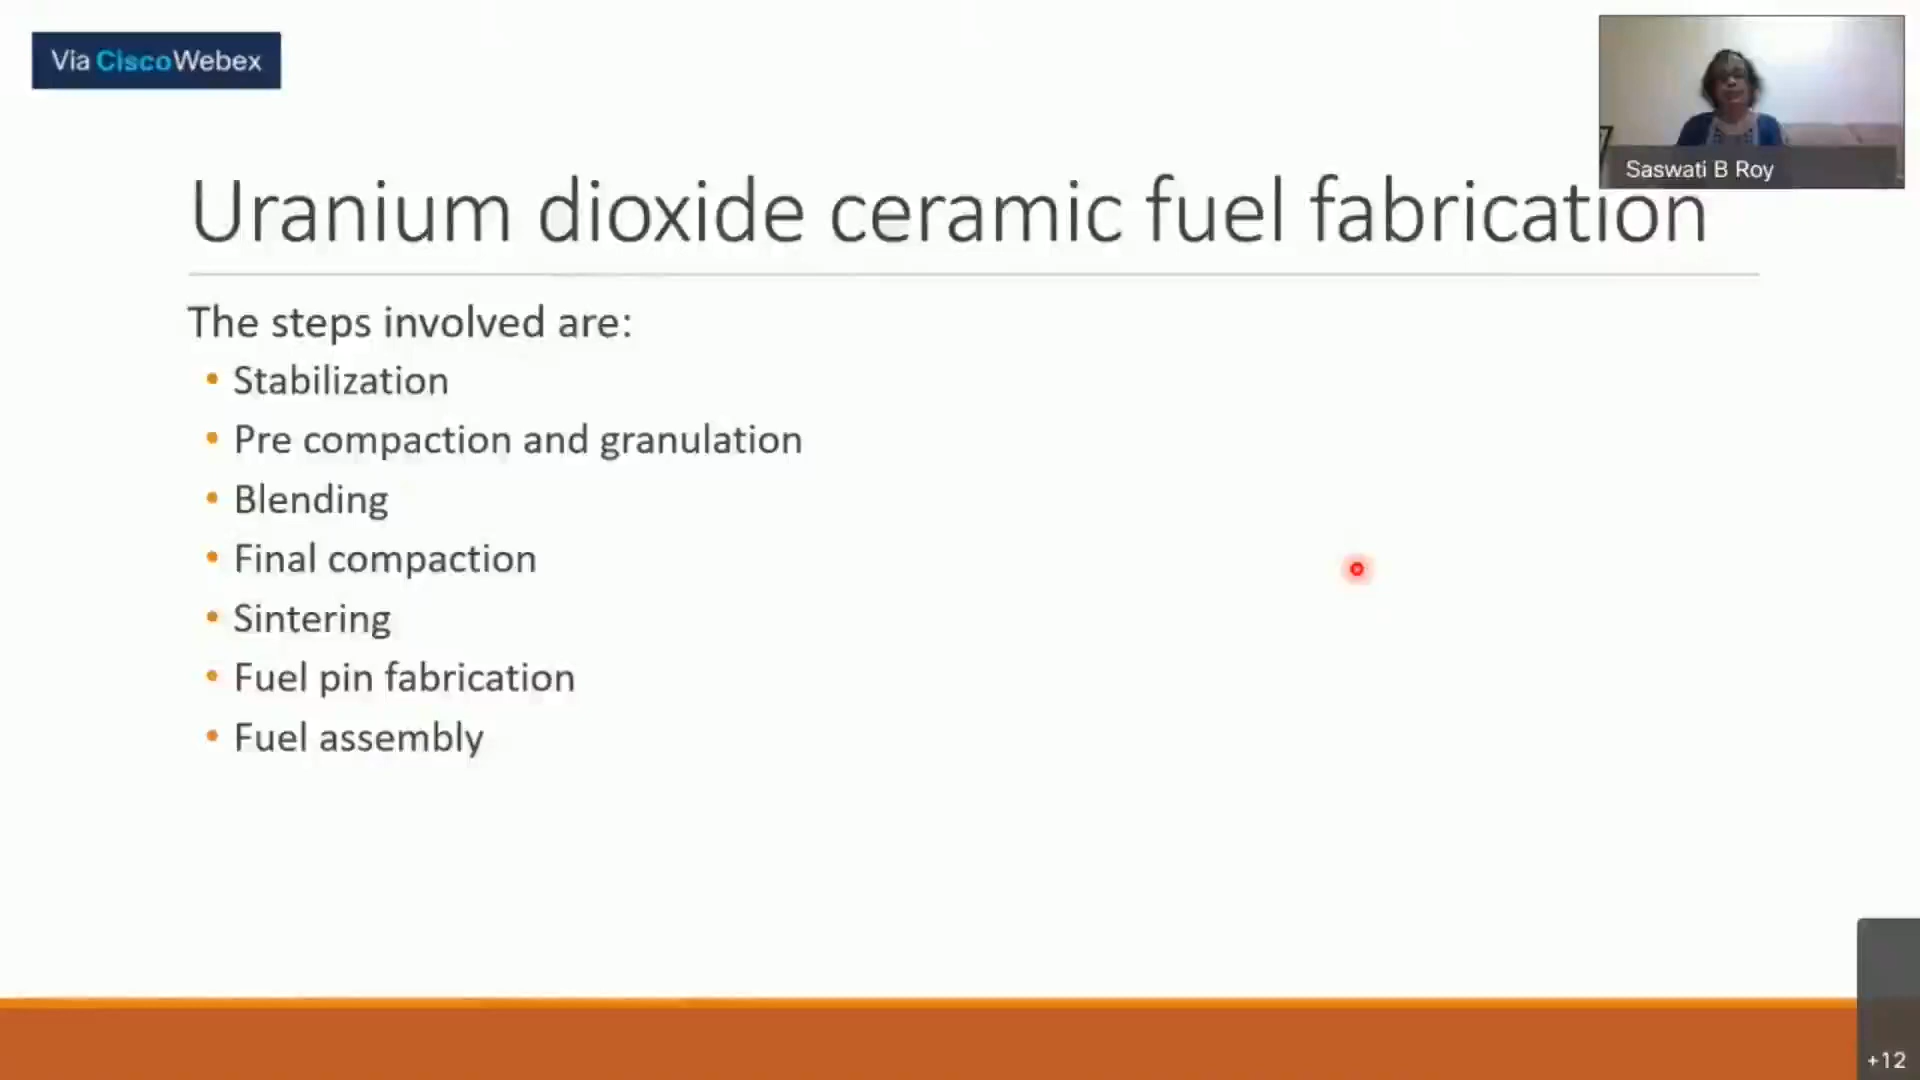 Via CiscoWebex
Saswati B Roy
Uranium dioxide ceramic fuel fabrication
The steps involved are:
• Stabilization
• Pre compaction and granulation
• Blending
• Final compaction
• Sintering
• Fuel pin fabrication
• Fuel assembly
+12